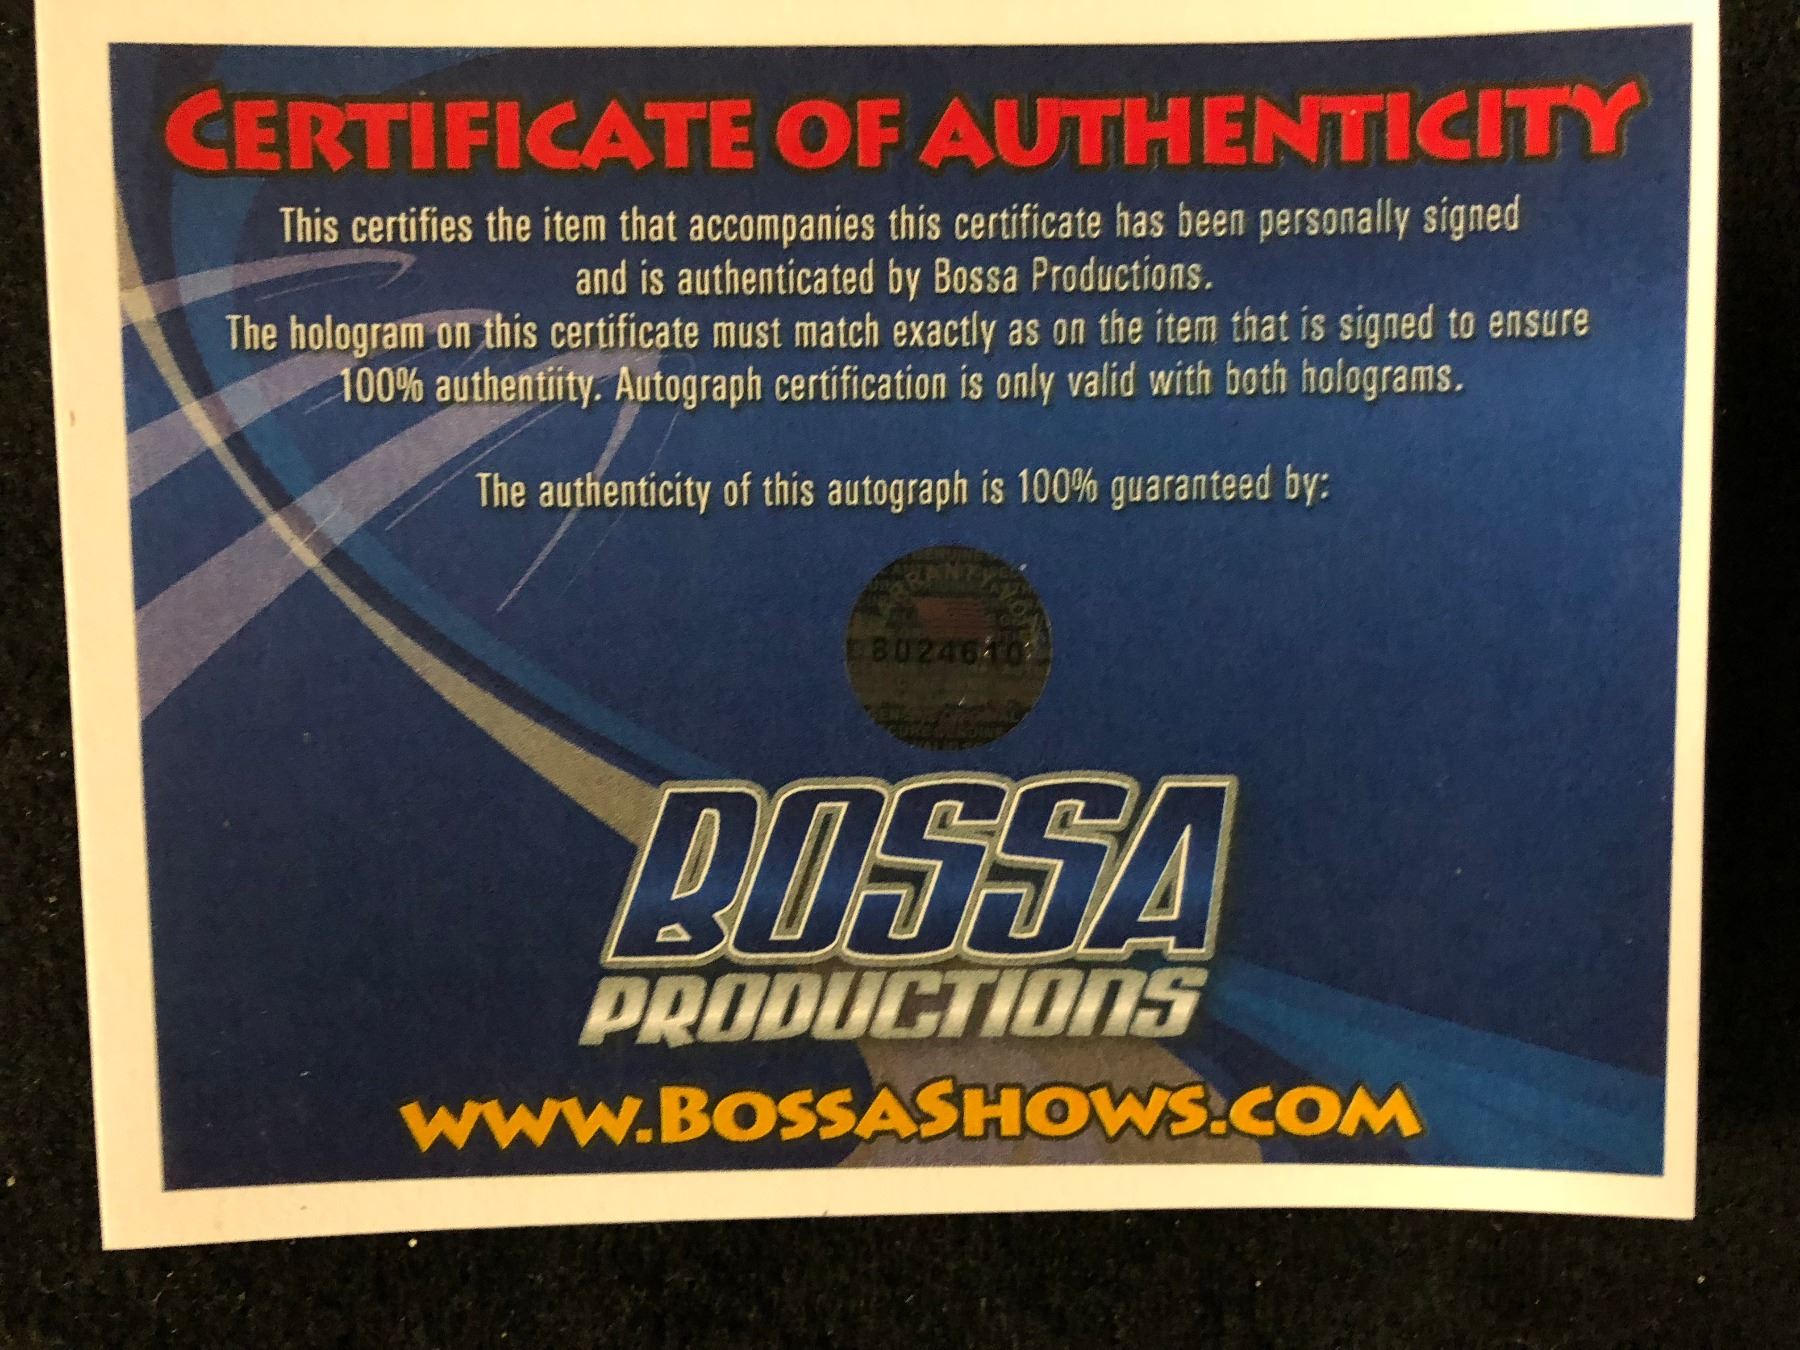 CERTIFICATE OF AUTHENTICITY
This certifies the item that accompanies this certificate has been personally signed
and is authenticated by Bossa Productions.
The hologram on this certificate must match exactly as on the item that is signed to ensure
100% authentiity. Autograph certification is only valid with both holograms.
The authenticity of this autograph is 100% guaranteed by:
BOSSA
PRODUCTIONS
WWW.BOSSASHOWS.COM